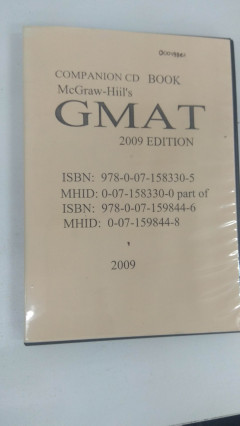 COMPANION CD BOOK
McGraw-Hiil's
GMAT
2009 EDITION
ISBN: 978-0-07-158330-5
MHID: 0-07-158330-0 part of
ISBN: 978-0-07-159844-6
MHID: 0-07-159844-8
2009